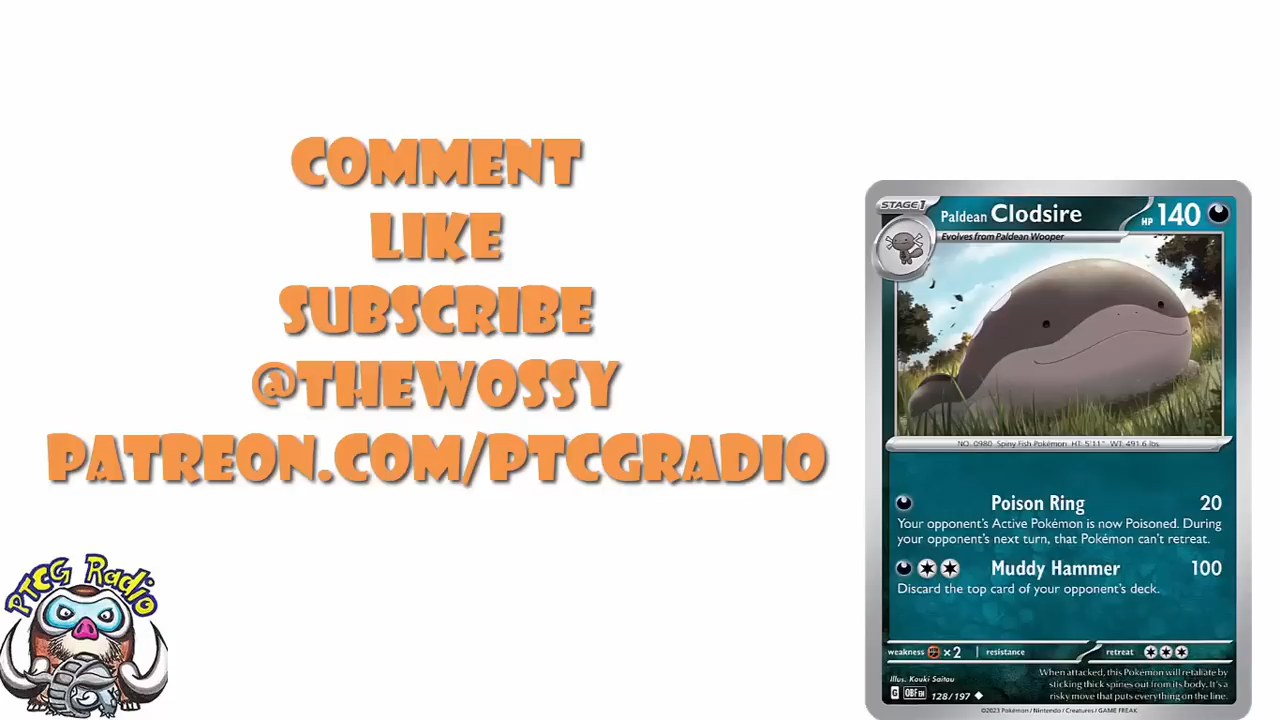 COMMENT
LIKE
SUBSCRIBE
@THEWOSSY
PATREON.COM/PTCGRADIO
PTCG Radio
STAGE 1
Paldean Clodsire
HP 140
Evolves from Paldean Wooper
NO. 0980 Spiny Fish Pokémon HT: 5'11" WT: 491.6 lbs.
Poison Ring 20
Your opponent's Active Pokémon is now Poisoned. During
your opponent's next turn, that Pokémon can't retreat.
Muddy Hammer 100
Discard the top card of your opponent's deck.
weakness ×2 resistance retreat
Illus. Kouki Saitou
G OBF EN 128/197
When attacked, this Pokémon will retaliate by
sticking thick spines out from its body. It's a
risky move that puts everything on the line.
©2023 Pokémon / Nintendo / Creatures / GAME FREAK